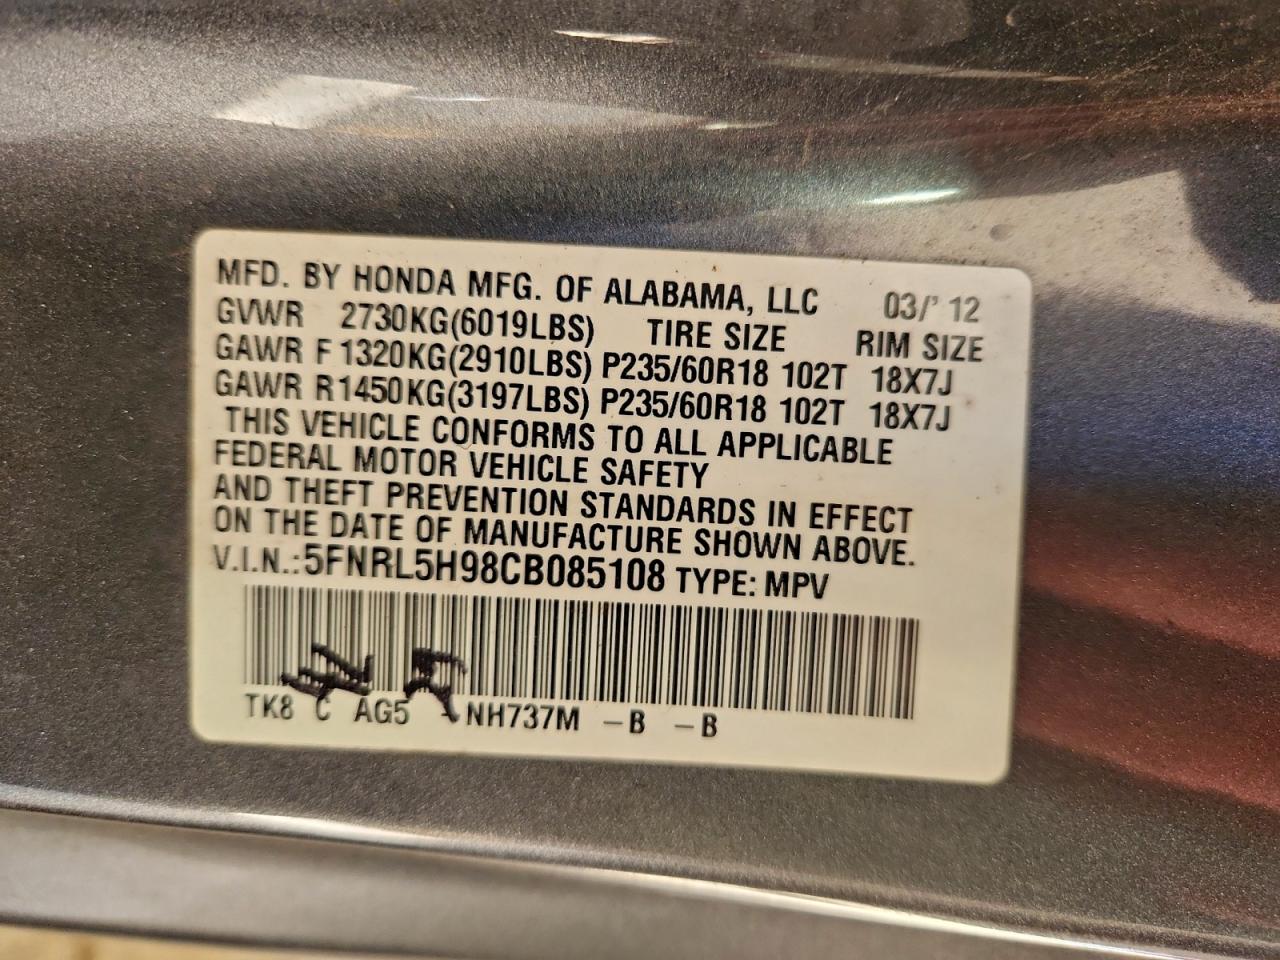 MFD. BY HONDA MFG. OF ALABAMA, LLC 03/' 12
GVWR 2730KG(6019LBS) TIRE SIZE RIM SIZE
GAWR F 1320KG(2910LBS) P235/60R18 102T 18X7J
GAWR R1450KG(3197LBS) P235/60R18 102T 18X7J
THIS VEHICLE CONFORMS TO ALL APPLICABLE
FEDERAL MOTOR VEHICLE SAFETY
AND THEFT PREVENTION STANDARDS IN EFFECT
ON THE DATE OF MANUFACTURE SHOWN ABOVE.
V.I.N.:5FNRL5H98CB085108 TYPE: MPV
TK8 C AG5 - NH737M -B -B